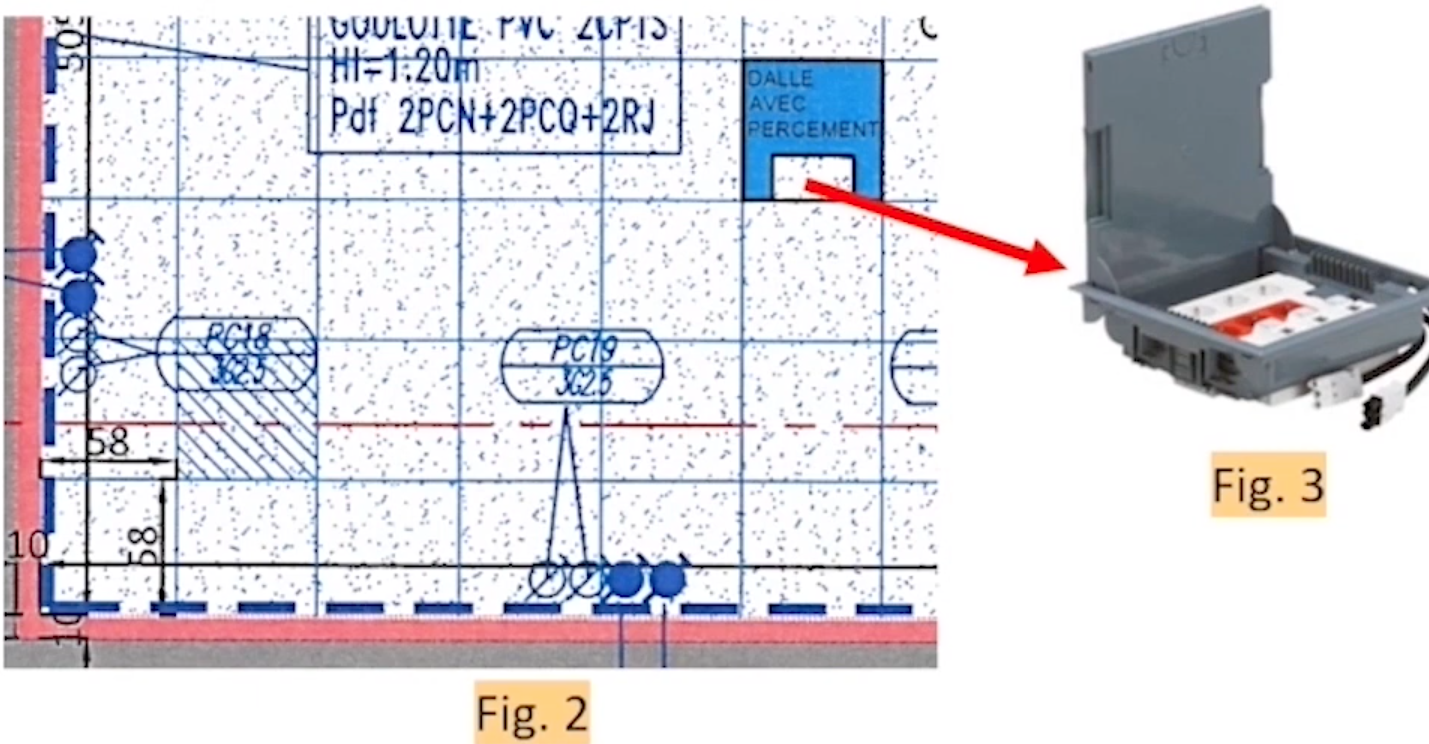 GOULOTTE PVC 2CPTS
HI=1.20m
Pdf 2PCN+2PCQ+2RJ
50
DALLE
AVEC
PERCEMENT
PC18
3G2.5
PC19
3G2.5
58
58
10
10
Fig. 2
Fig. 3